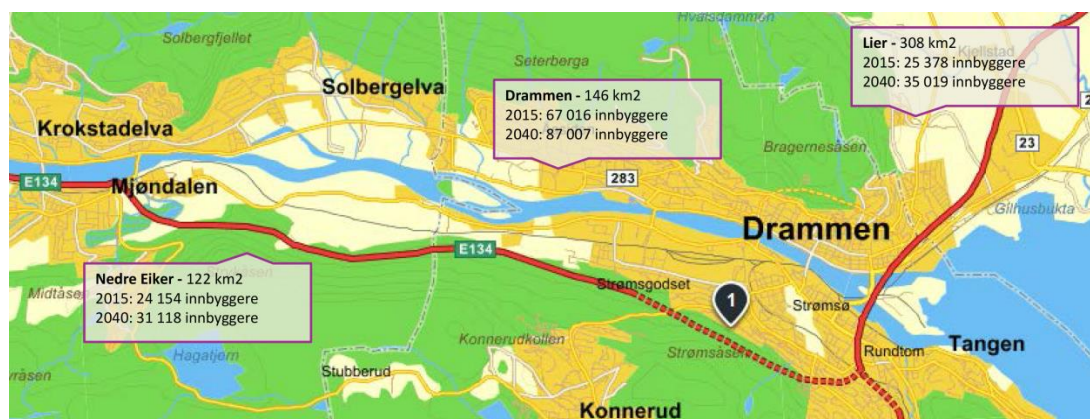 Solbergfjellet
Hvalsdammen
Lier - 308 km2
2015: 25 378 innbyggere
2040: 35 019 innbyggere
Kjellstad
Seterberga
Solbergelva
Drammen - 146 km2
2015: 67 016 innbyggere
2040: 87 007 innbyggere
Krokstadelva
Bragernesåsen
23
E134
Mjøndalen
283
Gilhusbukta
Drammen
E134
Nedre Eiker - 122 km2
2015: 24 154 innbyggere
2040: 31 118 innbyggere
Midtåsen
Strømsgodset
1
Strømsø
Hagatjern
Konnerudkollen
Strømsåsen
Rundtom
Tangen
Stubberud
Konnerud